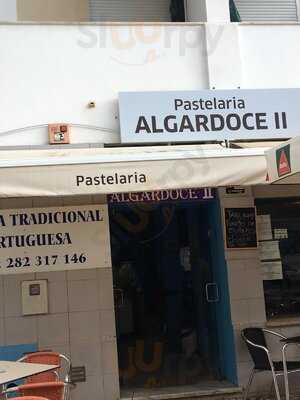 Pastelaria
ALGARDOCE II
Pastelaria
ALGARDOCE II
A TRADICIONAL
RTUGUESA
282 317 146